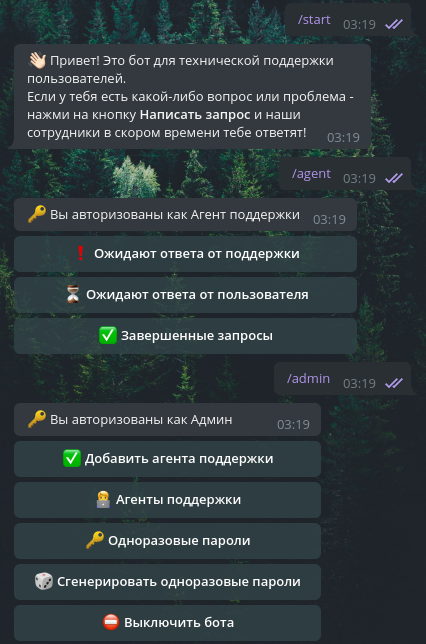 /start 03:19
👋🏻 Привет! Это бот для технической поддержки
пользователей.
Если у тебя есть какой-либо вопрос или проблема -
нажми на кнопку Написать запрос и наши
сотрудники в скором времени тебе ответят! 03:19
/agent 03:19
🔑 Вы авторизованы как Агент поддержки 03:19
❗ Ожидают ответа от поддержки
⏳ Ожидают ответа от пользователя
✅ Завершенные запросы
/admin 03:19
🔑 Вы авторизованы как Админ 03:19
✅ Добавить агента поддержки
🧑‍💻 Агенты поддержки
🔑 Одноразовые пароли
🎲 Сгенерировать одноразовые пароли
⛔ Выключить бота